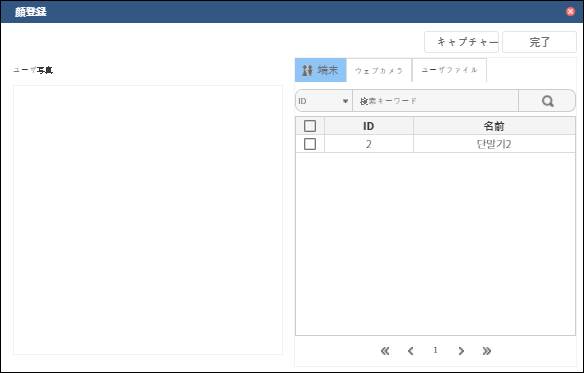 顔登録
キャプチャー
完了
ユーザ写真
端末
ウェブカメラ
ユーザファイル
ID
検索キーワード
ID
名前
2
단말기2
1